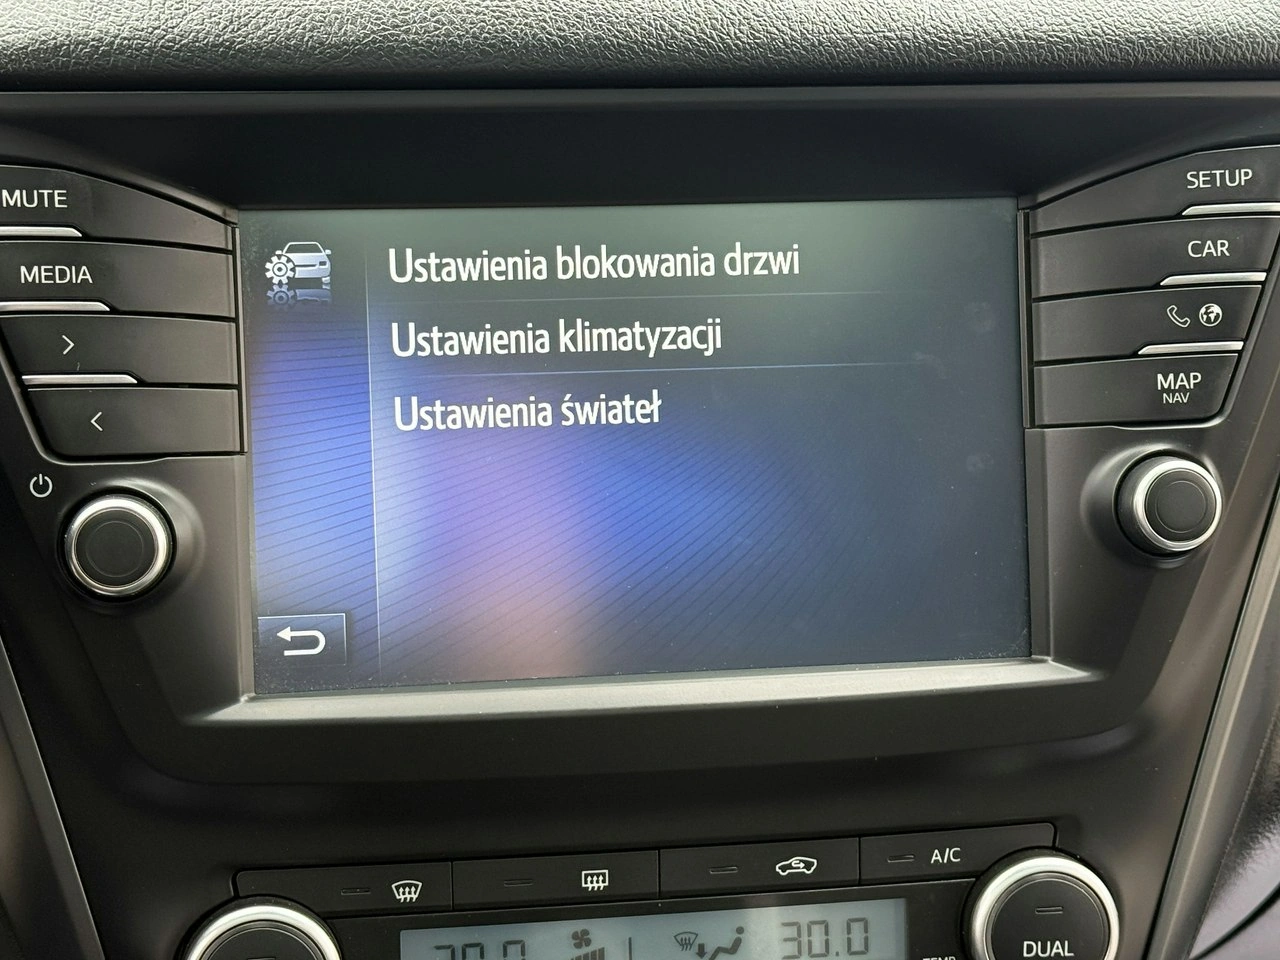 MUTE
SETUP
MEDIA
CAR
MAP
NAV
Ustawienia blokowania drzwi
Ustawienia klimatyzacji
Ustawienia świateł
A/C
30.0
DUAL